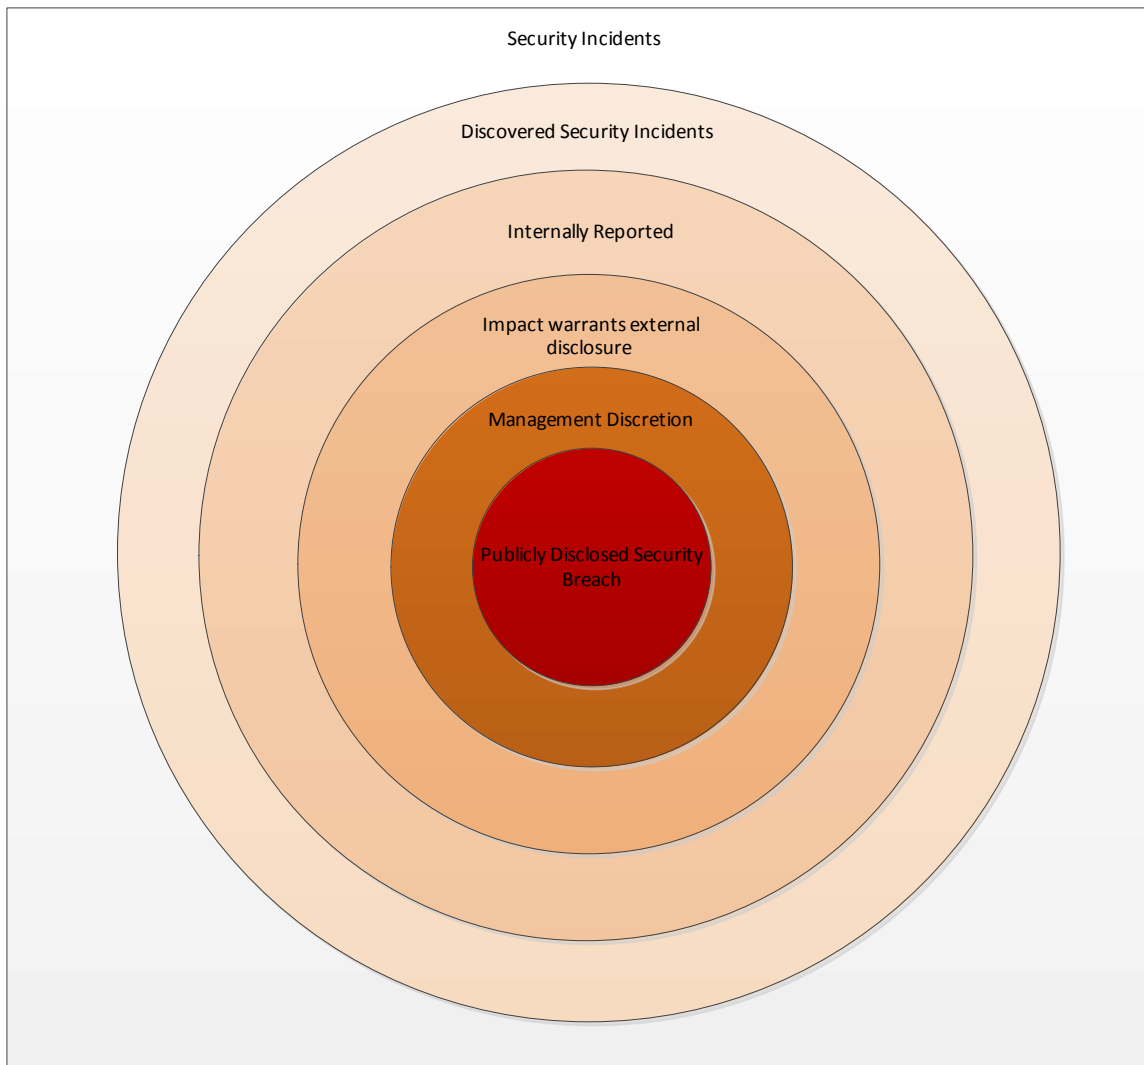 Security Incidents
Discovered Security Incidents
Internally Reported
Impact warrants external
disclosure
Management Discretion
Publicly Disclosed Security
Breach